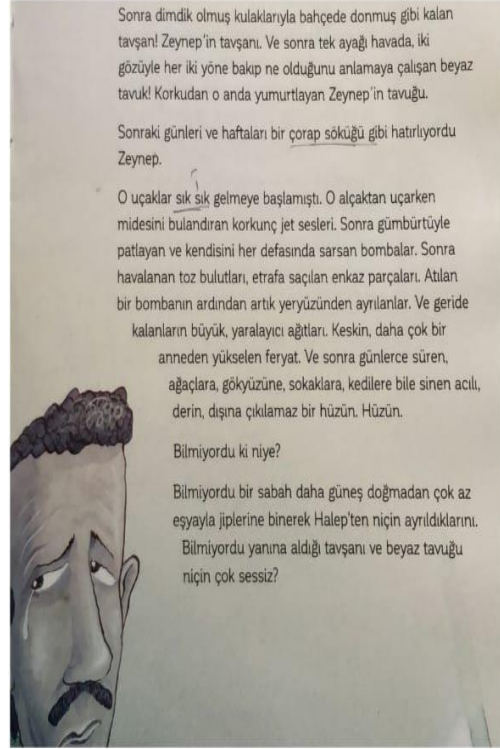 Sonra dimdik olmuş kulaklarıyla bahçede donmuş gibi kalan
tavşan! Zeynep'in tavşanı. Ve sonra tek ayağı havada, iki
gözüyle her iki yöne bakıp ne olduğunu anlamaya çalışan beyaz
tavuk! Korkudan o anda yumurtlayan Zeynep'in tavuğu.
Sonraki günleri ve haftaları bir çorap söküğü gibi hatırlıyordu
Zeynep.
O uçaklar sık sık gelmeye başlamıştı. O alçaktan uçarken
midesini bulandıran korkunç jet sesleri. Sonra gümbürtüyle
patlayan ve kendisini her defasında sarsan bombalar. Sonra
havalanan toz bulutları, etrafa saçılan enkaz parçaları. Atılan
bir bombanın ardından artık yeryüzünden ayrılanlar. Ve geride
kalanların büyük, yaralayıcı ağıtları. Keskin, daha çok bir
anneden yükselen feryat. Ve sonra günlerce süren,
ağaçlara, gökyüzüne, sokaklara, kedilere bile sinen acılı,
derin, dışına çıkılamaz bir hüzün. Hüzün.
Bilmiyordu ki niye?
Bilmiyordu bir sabah daha güneş doğmadan çok az
eşyayla jiplerine binerek Halep'ten niçin ayrıldıklarını.
Bilmiyordu yanına aldığı tavşanı ve beyaz tavuğu
niçin çok sessiz?